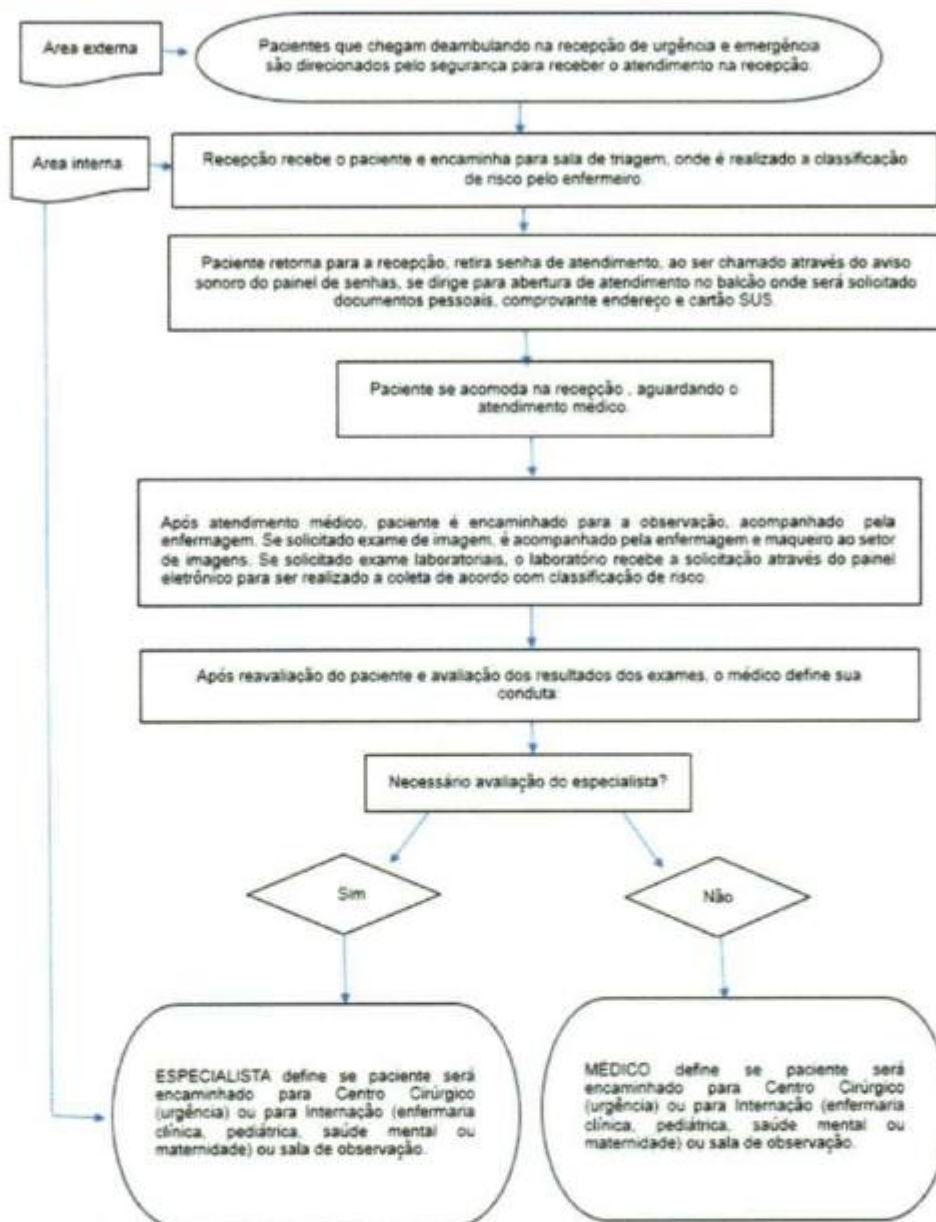 Area externa
Pacientes que chegam deambulando na recepção de urgência e emergência
são direcionados pelo segurança para receber o atendimento na recepção.
Area interna
Recepção recebe o paciente e encaminha para sala de triagem, onde é realizado a classificação
de risco pelo enfermeiro.
Paciente retorna para a recepção, retira senha de atendimento, ao ser chamado através do aviso
sonoro do painel de senhas, se dirige para abertura de atendimento no balcão onde será solicitado
documentos pessoais, comprovante endereço e cartão SUS.
Paciente se acomoda na recepção , aguardando o
atendimento médico.
Após atendimento médico, paciente é encaminhado para a observação, acompanhado pela
enfermagem. Se solicitado exame de imagem, é acompanhado pela enfermagem e maqueiro ao setor
de imagens. Se solicitado exame laboratoriais, o laboratório recebe a solicitação através do painel
eletrônico para ser realizado a coleta de acordo com classificação de risco.
Após reavaliação do paciente e avaliação dos resultados dos exames, o médico define sua
conduta:
Necessário avaliação do especialista?
Sim
Não
ESPECIALISTA define se paciente será
encaminhado para Centro Cirúrgico
(urgência) ou para Internação (enfermaria
clínica, pediátrica, saúde mental ou
maternidade) ou sala de observação.
MÉDICO define se paciente será
encaminhado para Centro Cirúrgico
(urgência) ou para Internação (enfermaria
clínica, pediátrica, saúde mental ou
maternidade) ou sala de observação.